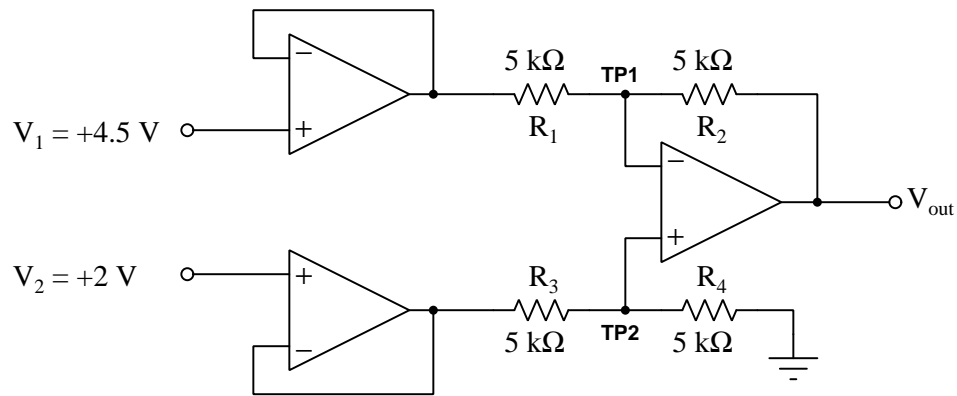 5 kΩ
TP1
5 kΩ
−
R₁
R₂
V₁ = +4.5 V
+
−
V_out
+
V₂ = +2 V
+
R₃
R₄
−
5 kΩ
TP2
5 kΩ